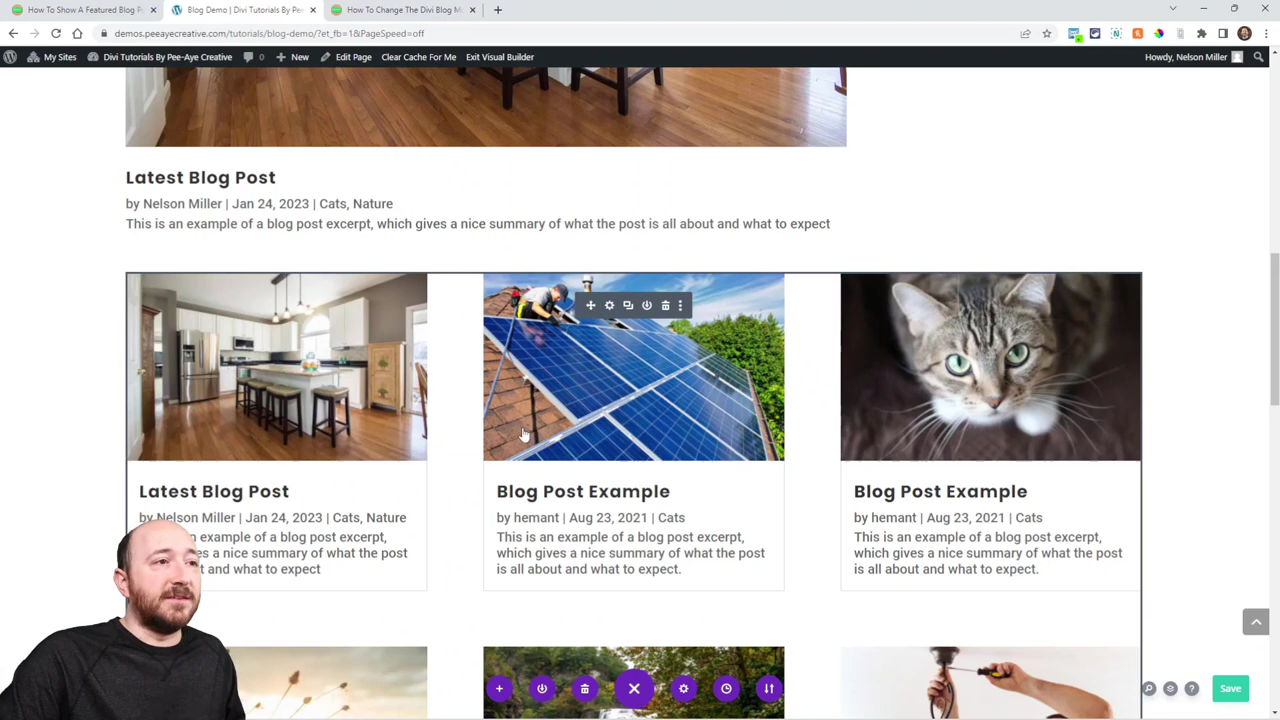 How To Show A Featured Blog P
Blog Demo | Divi Tutorials By Pee
How To Change The Divi Blog M
demos.peeayecreative.com/tutorials/blog-demo/?et_fb=1&PageSpeed=off
My Sites
Divi Tutorials By Pee-Aye Creative
0
New
Edit Page
Clear Cache For Me
Exit Visual Builder
Howdy, Nelson Miller
Latest Blog Post
by Nelson Miller | Jan 24, 2023 | Cats, Nature
This is an example of a blog post excerpt, which gives a nice summary of what the post is all about and what to expect
Latest Blog Post
by Nelson Miller | Jan 24, 2023 | Cats, Nature
an example of a blog post excerpt,
es a nice summary of what the post
t and what to expect
Blog Post Example
by hemant | Aug 23, 2021 | Cats
This is an example of a blog post excerpt,
which gives a nice summary of what the post
is all about and what to expect.
Blog Post Example
by hemant | Aug 23, 2021 | Cats
This is an example of a blog post excerpt,
which gives a nice summary of what the post
is all about and what to expect.
Save